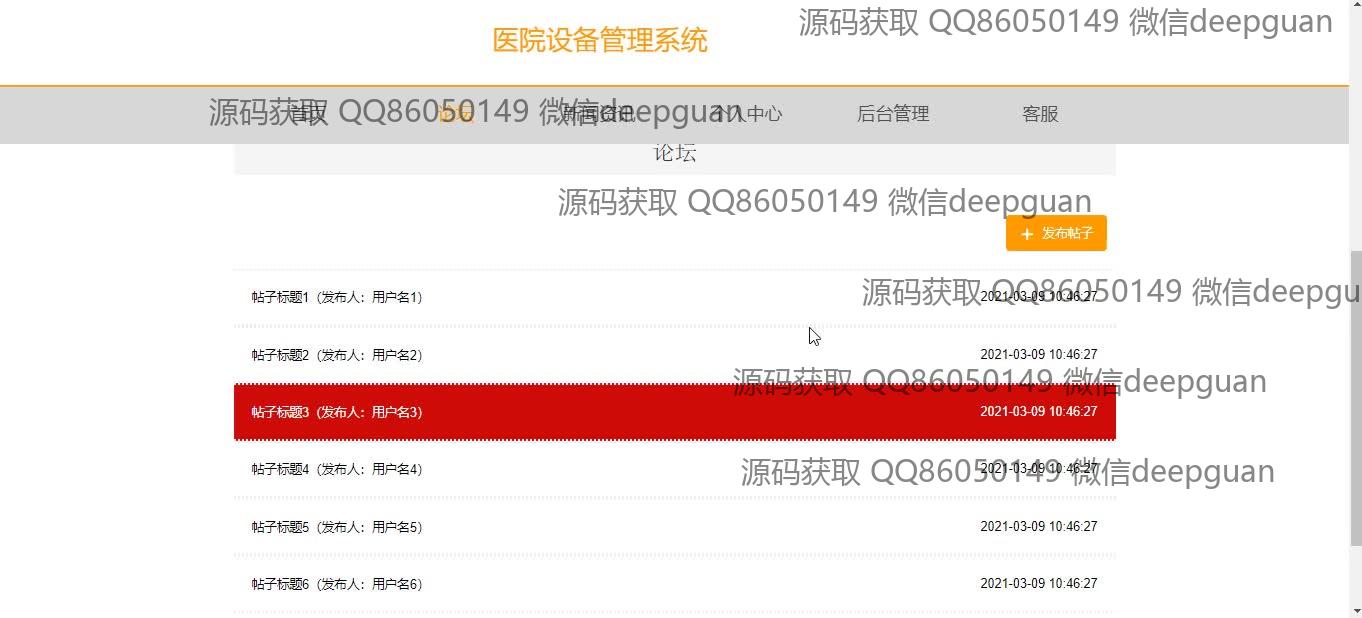 源码获取 QQ86050149 微信deepguan
医院设备管理系统
源码获取 QQ86050149 微信deepguan
首页 论坛 新闻资讯 个人中心 后台管理 客服
论坛
源码获取 QQ86050149 微信deepguan
+ 发布帖子
源码获取 QQ86050149 微信deepgu
帖子标题1（发布人：用户名1） 2021-03-09 10:46:27
帖子标题2（发布人：用户名2） 2021-03-09 10:46:27
源码获取 QQ86050149 微信deepguan
帖子标题3（发布人：用户名3） 2021-03-09 10:46:27
帖子标题4（发布人：用户名4） 2021-03-09 10:46:27
源码获取 QQ86050149 微信deepguan
帖子标题5（发布人：用户名5） 2021-03-09 10:46:27
帖子标题6（发布人：用户名6） 2021-03-09 10:46:27